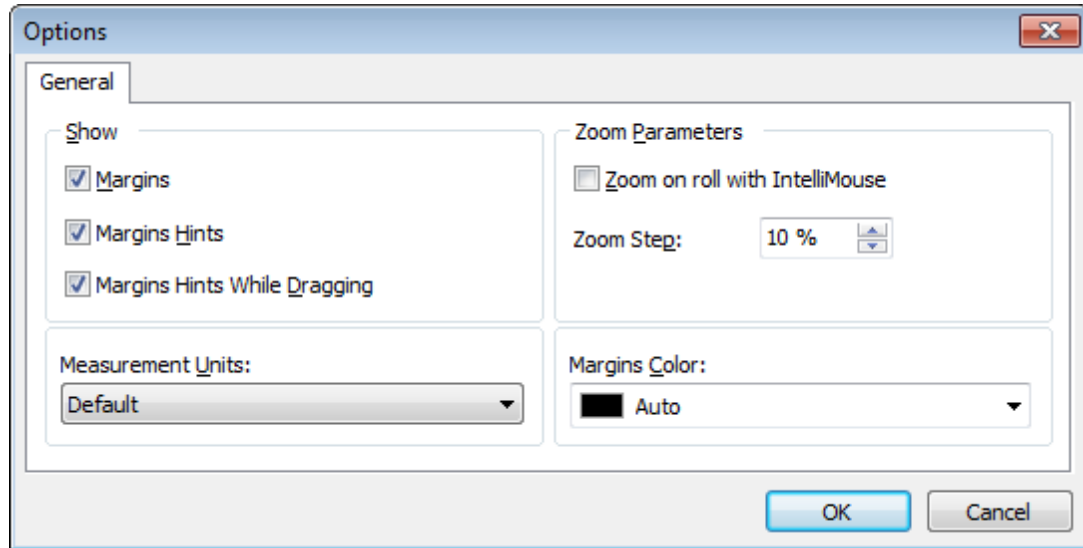 Options
General
Show
Margins
Margins Hints
Margins Hints While Dragging
Zoom Parameters
Zoom on roll with IntelliMouse
Zoom Step: 10 %
Measurement Units:
Default
Margins Color:
Auto
OK Cancel